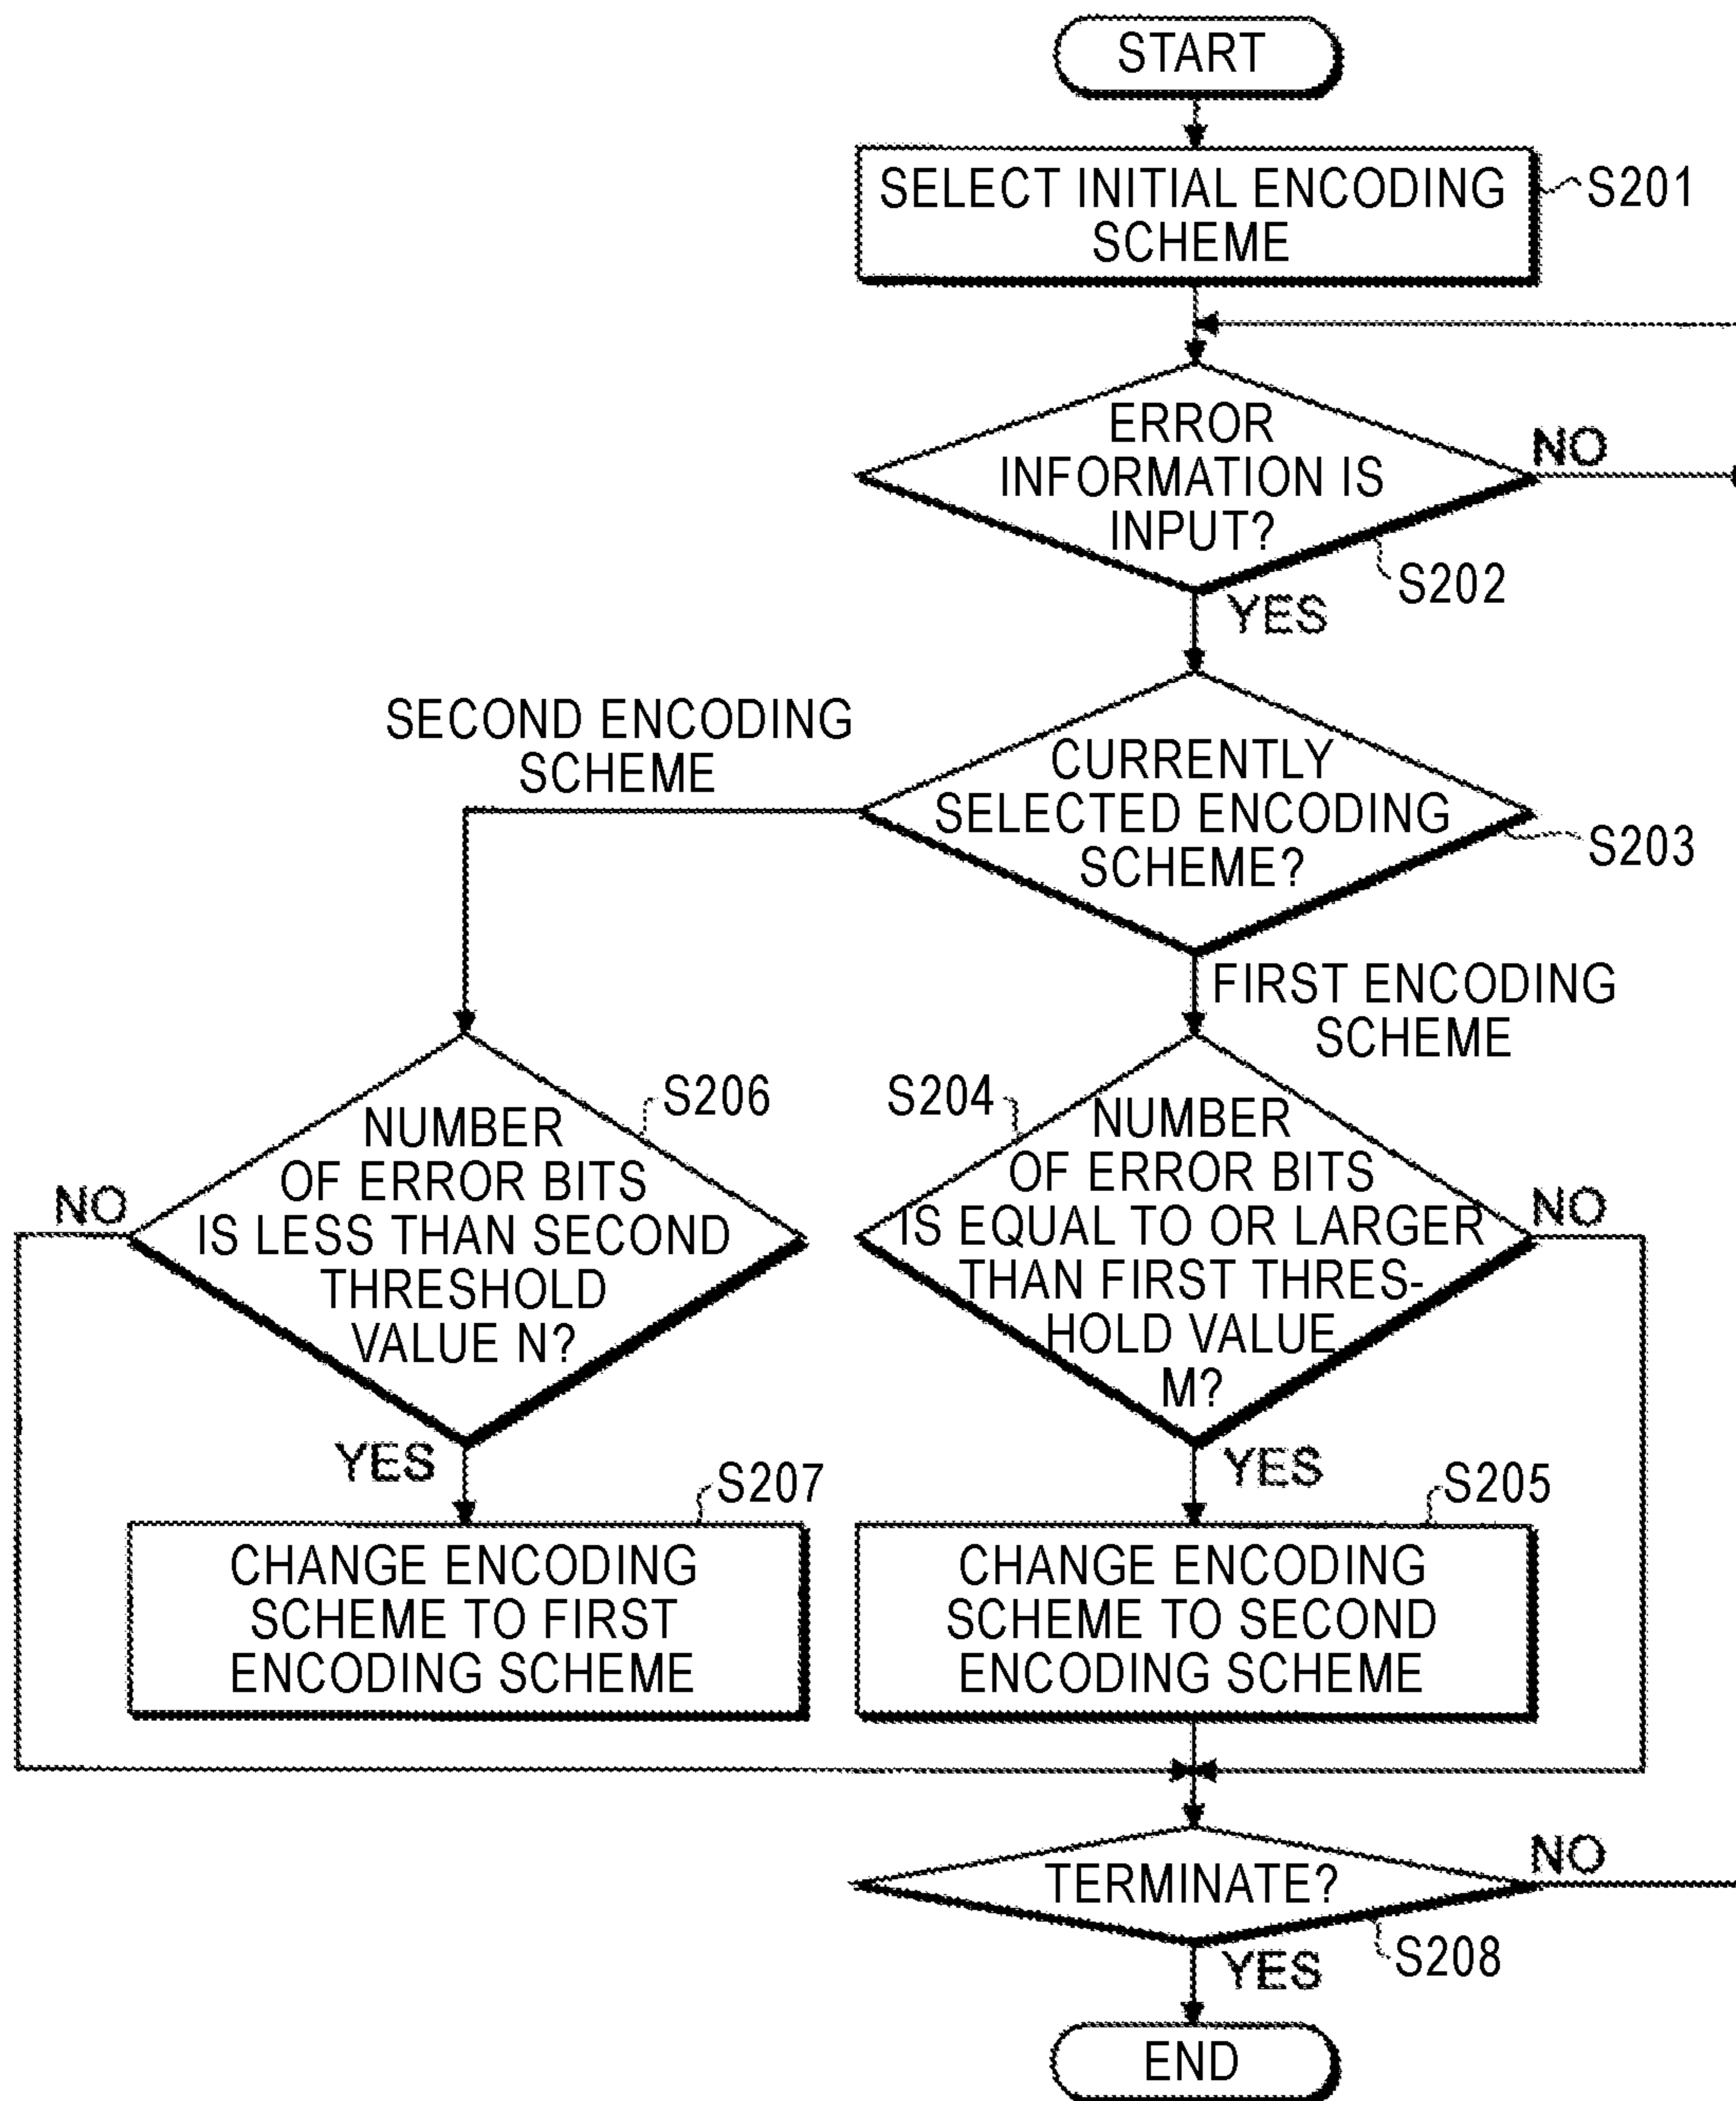 START
SELECT INITIAL ENCODING
SCHEME
S201
ERROR
INFORMATION IS
INPUT?
NO
S202
YES
SECOND ENCODING
SCHEME
CURRENTLY
SELECTED ENCODING
SCHEME?
S203
FIRST ENCODING
SCHEME
S206
NUMBER
OF ERROR BITS
IS LESS THAN SECOND
THRESHOLD
VALUE N?
NO
YES
S204
NUMBER
OF ERROR BITS
IS EQUAL TO OR LARGER
THAN FIRST THRES-
HOLD VALUE
M?
NO
YES
S207
CHANGE ENCODING
SCHEME TO FIRST
ENCODING SCHEME
S205
CHANGE ENCODING
SCHEME TO SECOND
ENCODING SCHEME
TERMINATE?
NO
S208
YES
END